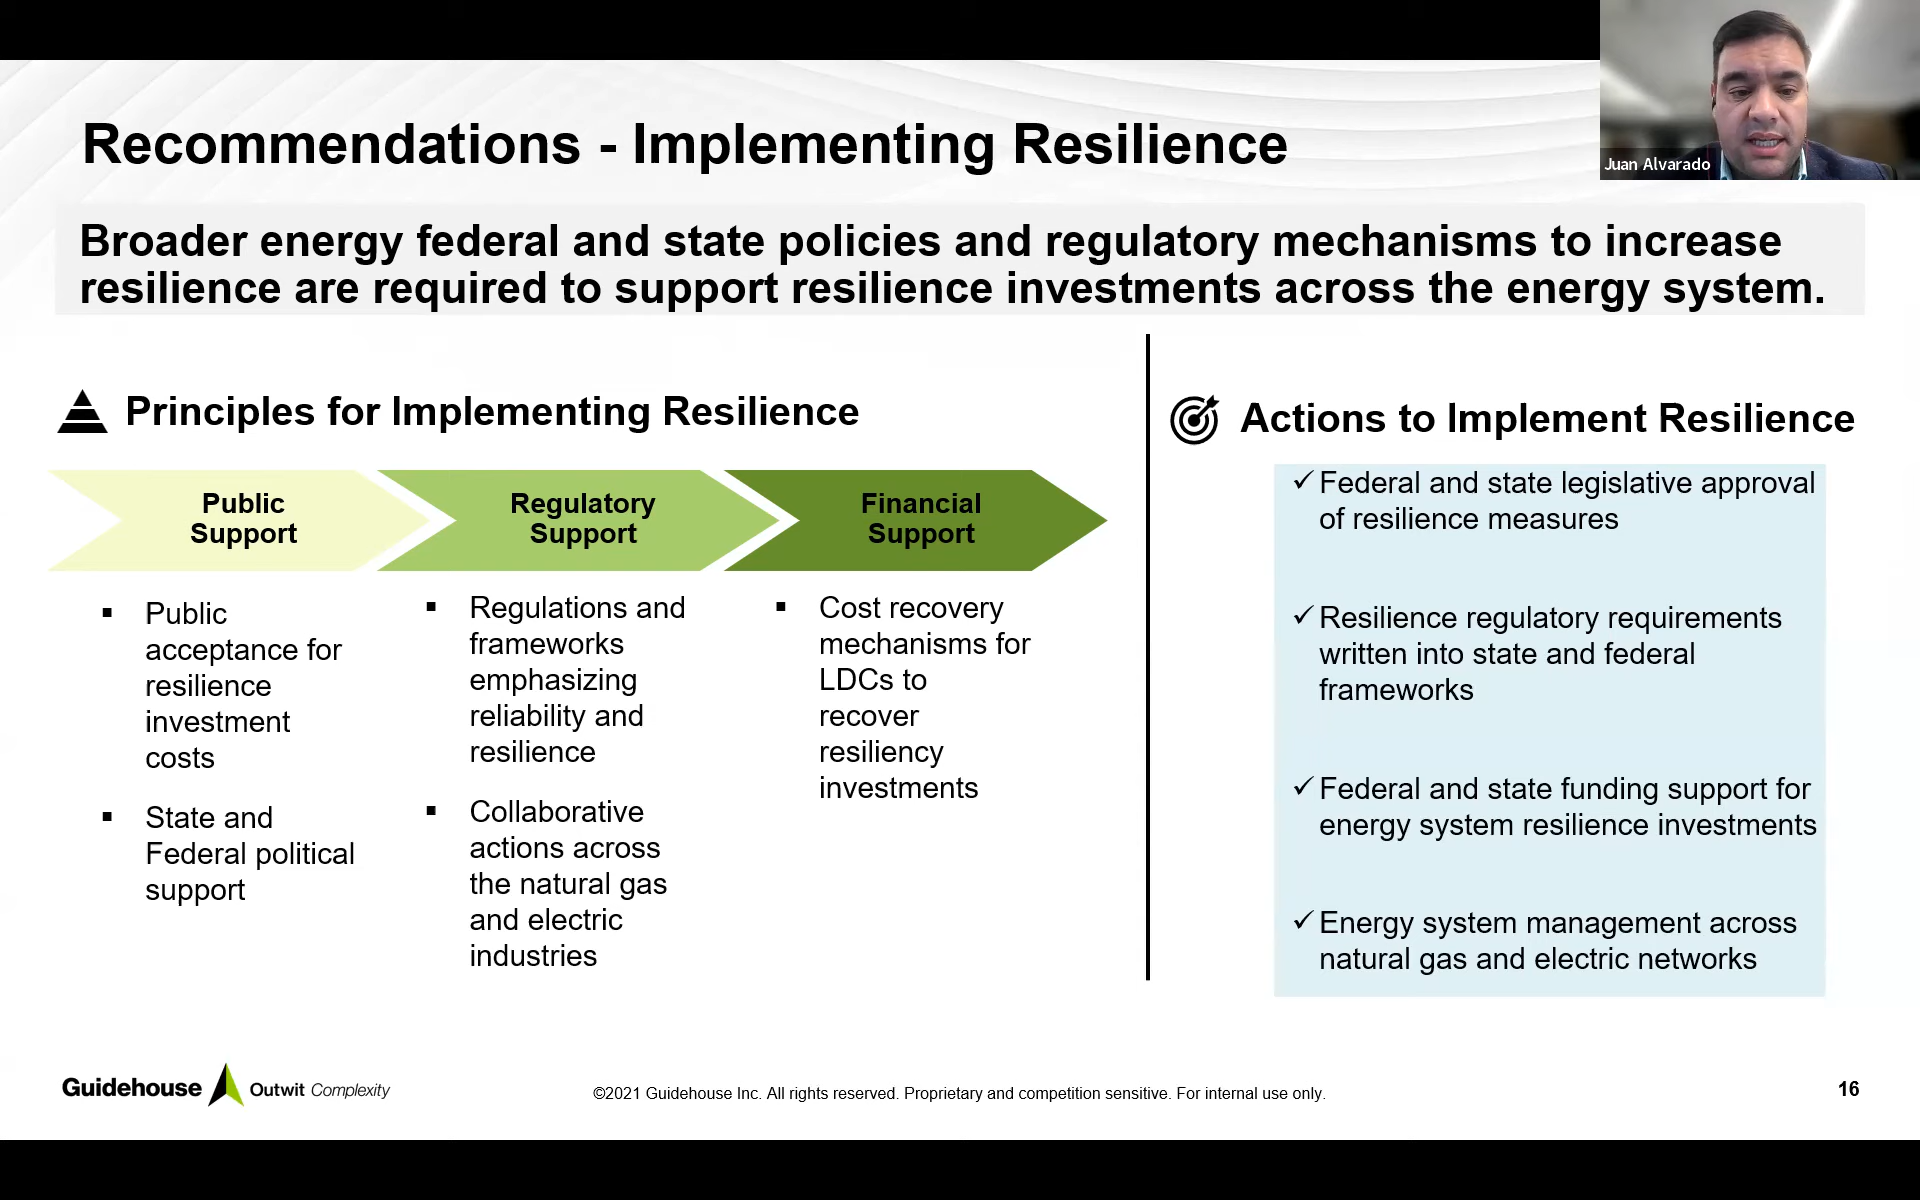 Juan Alvarado
Recommendations - Implementing Resilience
Broader energy federal and state policies and regulatory mechanisms to increase
resilience are required to support resilience investments across the energy system.
Principles for Implementing Resilience
Public
Support
▪ Public
acceptance for
resilience
investment
costs
▪ State and
Federal political
support
Regulatory
Support
▪ Regulations and
frameworks
emphasizing
reliability and
resilience
▪ Collaborative
actions across
the natural gas
and electric
industries
Financial
Support
▪ Cost recovery
mechanisms for
LDCs to
recover
resiliency
investments
Actions to Implement Resilience
✓ Federal and state legislative approval
of resilience measures
✓ Resilience regulatory requirements
written into state and federal
frameworks
✓ Federal and state funding support for
energy system resilience investments
✓ Energy system management across
natural gas and electric networks
Guidehouse Outwit Complexity
©2021 Guidehouse Inc. All rights reserved. Proprietary and competition sensitive. For internal use only.
16